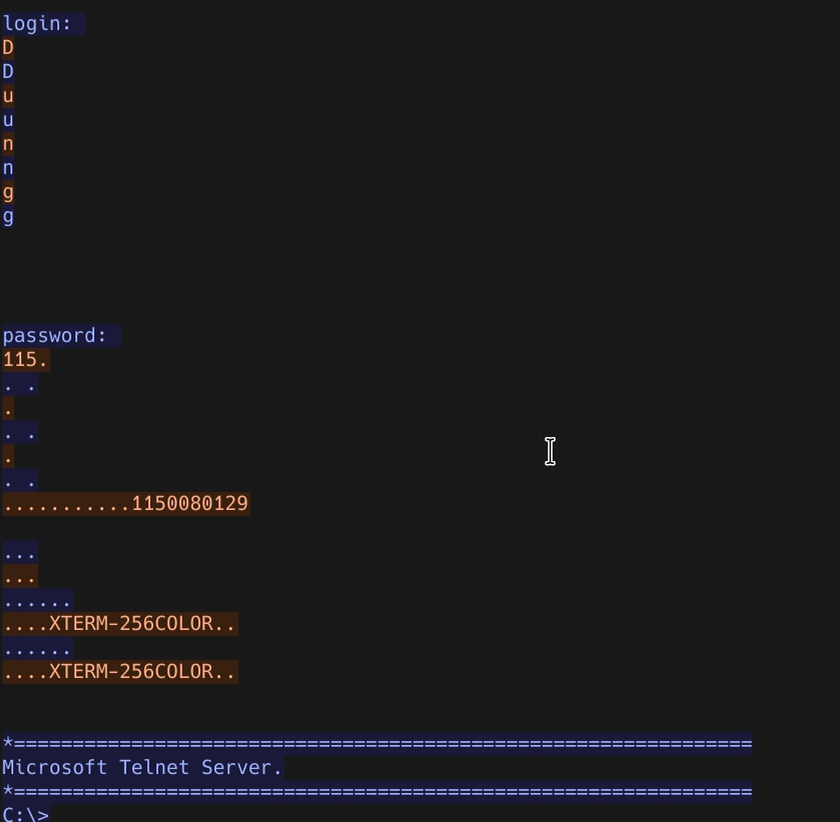 login:
D
D
u
u
n
n
g
g
password:
115.
. .
.
. .
.
. .
...........1150080129
...
...
......
....XTERM-256COLOR..
......
....XTERM-256COLOR..
*===============================================================
Microsoft Telnet Server.
*===============================================================
C:\>